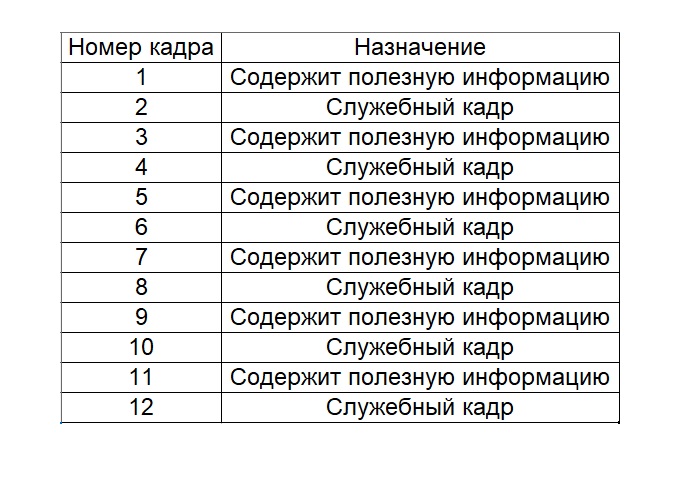 Номер кадра Назначение
1 Содержит полезную информацию
2 Служебный кадр
3 Содержит полезную информацию
4 Служебный кадр
5 Содержит полезную информацию
6 Служебный кадр
7 Содержит полезную информацию
8 Служебный кадр
9 Содержит полезную информацию
10 Служебный кадр
11 Содержит полезную информацию
12 Служебный кадр